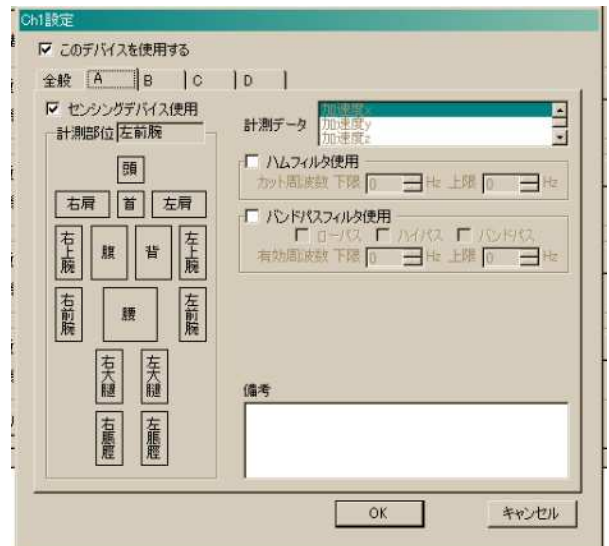 Ch1設定
このデバイスを使用する
全般 A B C D
センシングデバイス使用
計測部位 左前腕
頭
右肩 首 左肩
右上腕 腹 背 左上腕
右前腕 腰 左前腕
右大腿 左大腿
右脹脛 左脹脛
計測データ 加速度x
加速度y
加速度z
ハムフィルタ使用
カット周波数 下限 0 Hz 上限 0 Hz
バンドパスフィルタ使用
ローパス ハイパス バンドパス
有効周波数 下限 0 Hz 上限 0 Hz
備考
OK キャンセル